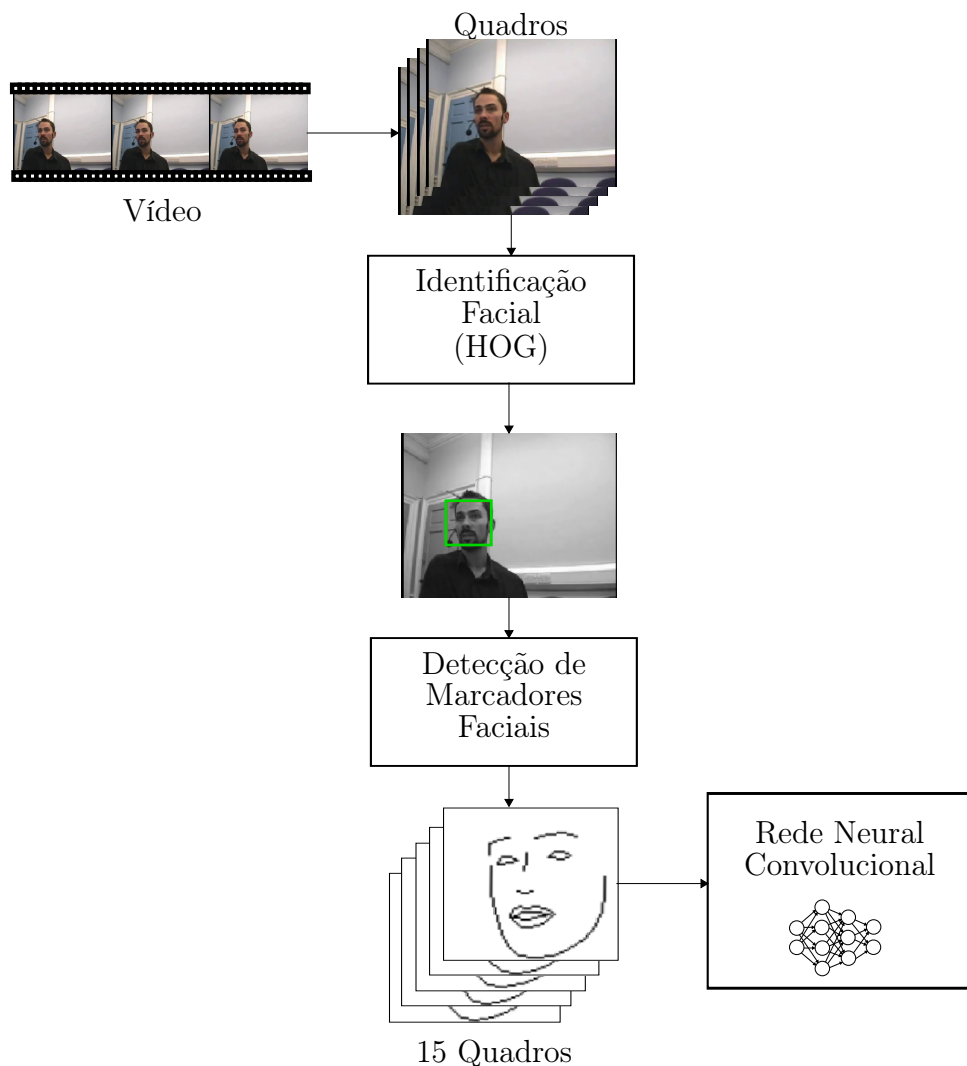 Quadros
Vídeo
Identificação
Facial
(HOG)
Detecção de
Marcadores
Faciais
Rede Neural
Convolucional
15 Quadros